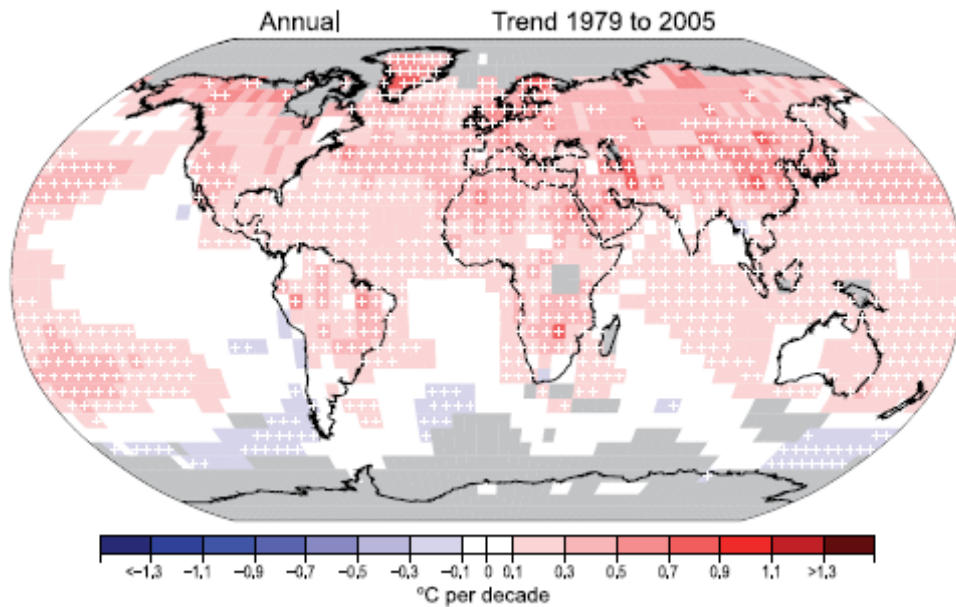 Annual Trend 1979 to 2005
<–1.3 –1.1 –0.9 –0.7 –0.5 –0.3 –0.1 0 0.1 0.3 0.5 0.7 0.9 1.1 >1.3
°C per decade